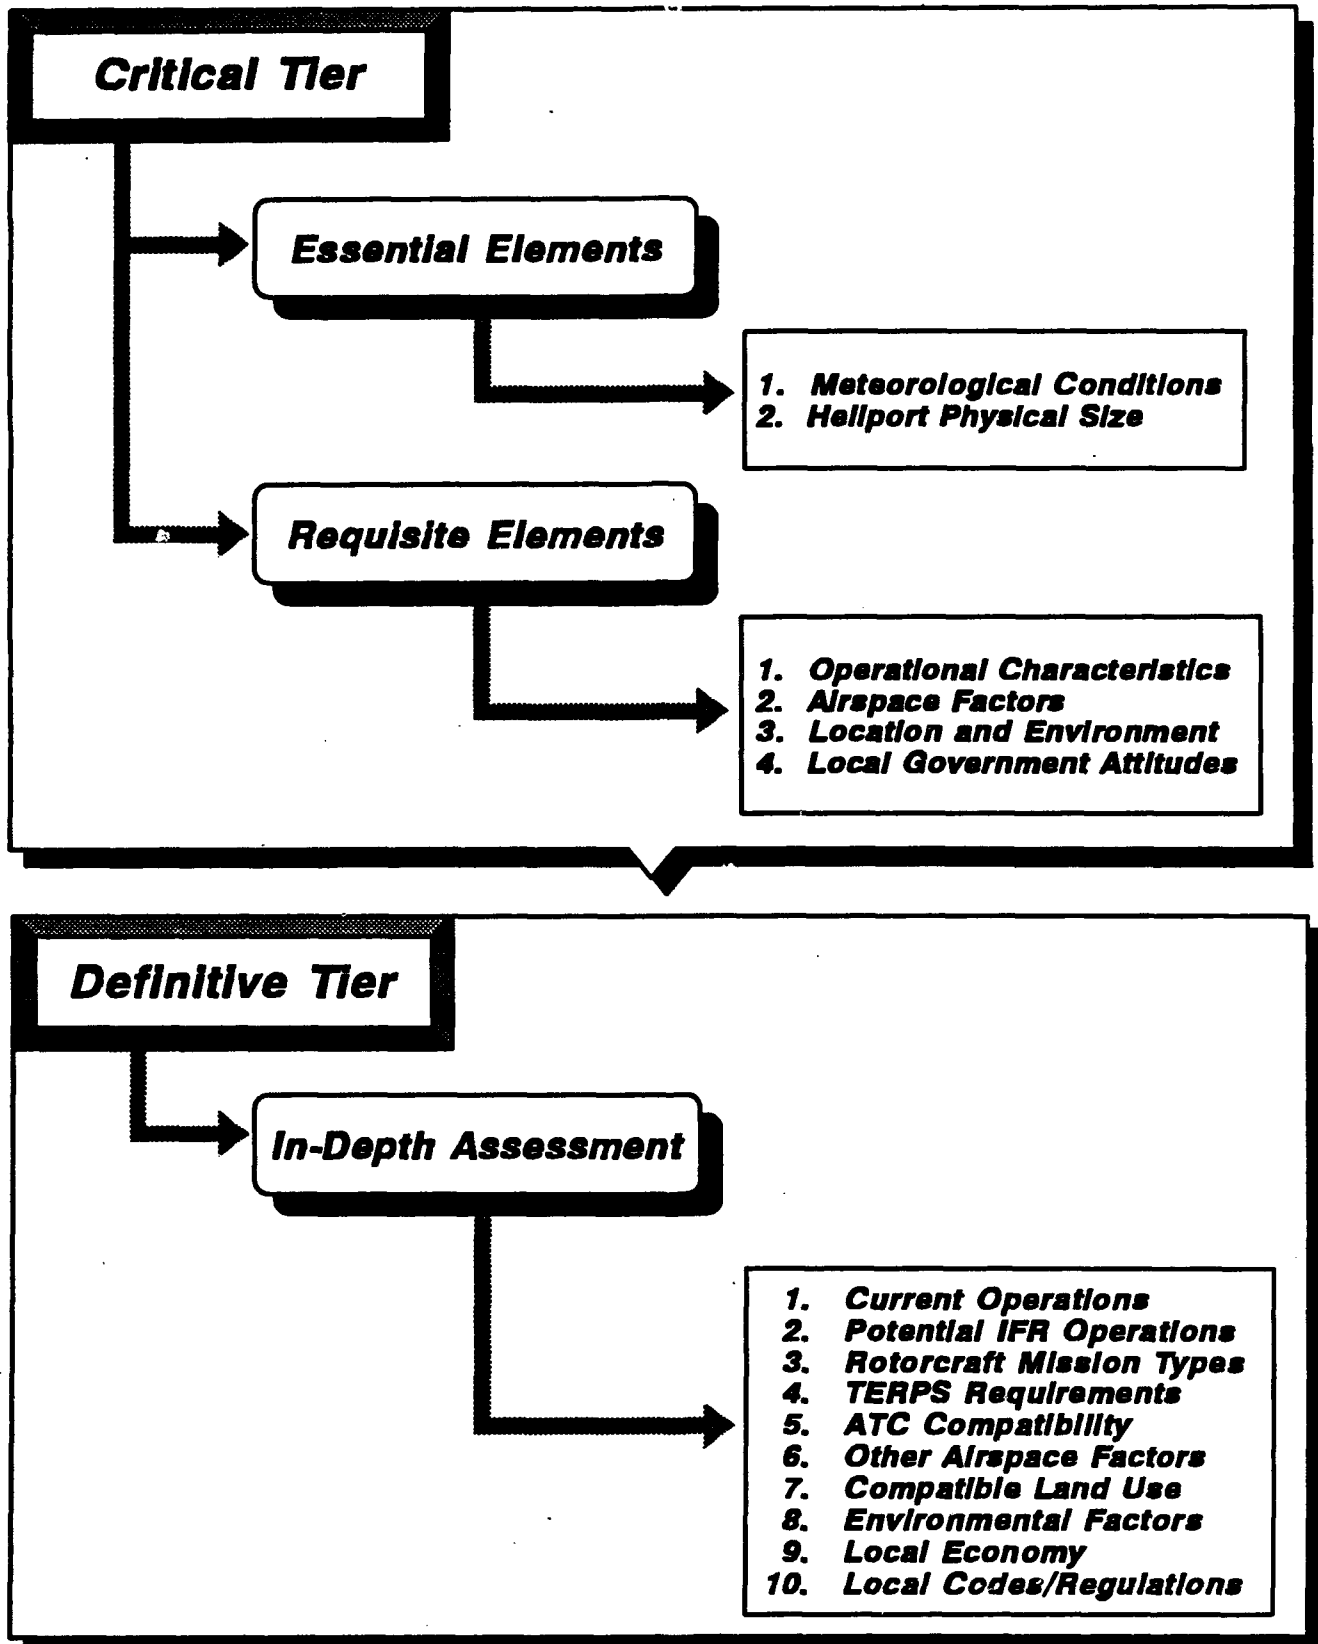 Critical Tier
Essential Elements
1. Meteorological Conditions
2. Heliport Physical Size
Requisite Elements
1. Operational Characteristics
2. Airspace Factors
3. Location and Environment
4. Local Government Attitudes
Definitive Tier
In-Depth Assessment
1. Current Operations
2. Potential IFR Operations
3. Rotorcraft Mission Types
4. TERPS Requirements
5. ATC Compatibility
6. Other Airspace Factors
7. Compatible Land Use
8. Environmental Factors
9. Local Economy
10. Local Codes/Regulations